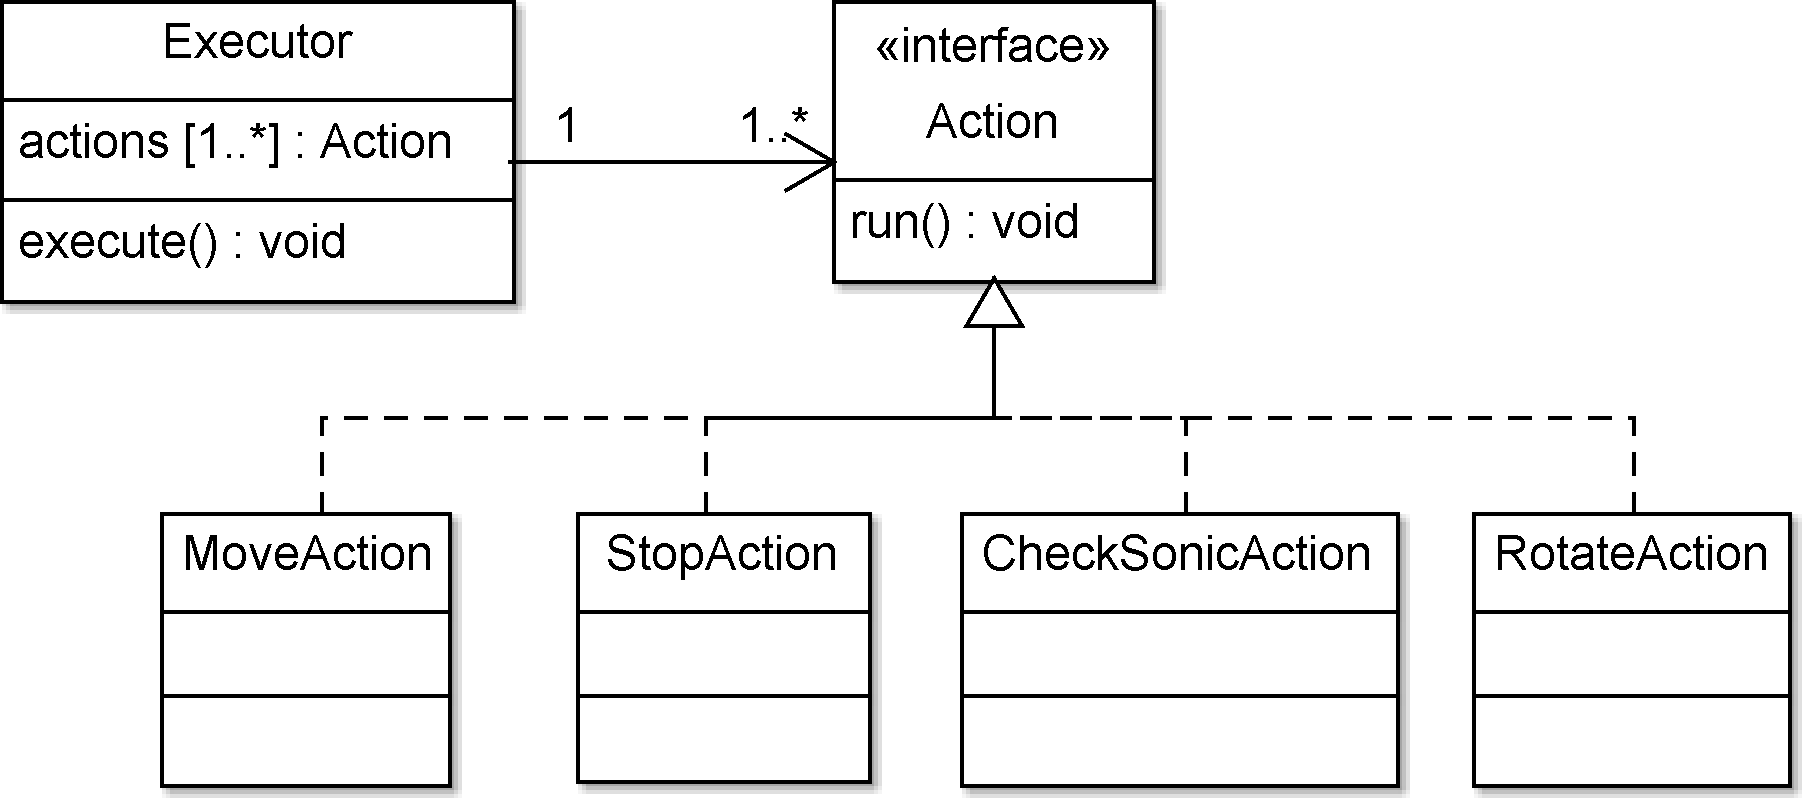 Executor
actions [1..*] : Action
execute() : void
1
1..*
«interface»
Action
run() : void
MoveAction
StopAction
CheckSonicAction
RotateAction